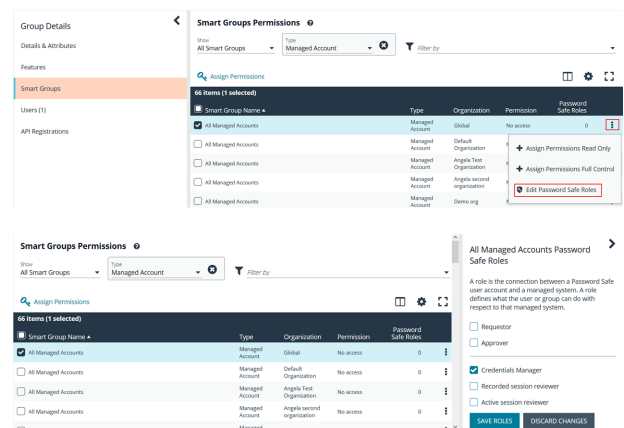 Group Details
Details & Attributes
Features
Smart Groups
Users (1)
API Registrations
Smart Groups Permissions
Show
All Smart Groups
Type
Managed Account
Filter by
Assign Permissions
66 items (1 selected)
Smart Group Name
Type
Organization
Permission
Password Safe Roles
All Managed Accounts
Managed Account
Global
No access
0
All Managed Accounts
Managed Account
Default Organization
All Managed Accounts
Managed Account
Angela Test Organization
All Managed Accounts
Managed Account
Angela second organization
All Managed Accounts
Managed Account
Demo org
Assign Permissions Read Only
Assign Permissions Full Control
Edit Password Safe Roles
Smart Groups Permissions
Show
All Smart Groups
Type
Managed Account
Filter by
Assign Permissions
66 items (1 selected)
Smart Group Name
Type
Organization
Permission
Password Safe Roles
All Managed Accounts
Managed Account
Global
No access
0
All Managed Accounts
Managed Account
Default Organization
No access
0
All Managed Accounts
Managed Account
Angela Test Organization
No access
0
All Managed Accounts
Managed Account
Angela second organization
No access
0
All Managed Accounts Password
Safe Roles
A role is the connection between a Password Safe
user account and a managed system. A role
defines what the user or group can do with
respect to that managed system.
Requestor
Approver
Credentials Manager
Recorded session reviewer
Active session reviewer
SAVE ROLES
DISCARD CHANGES